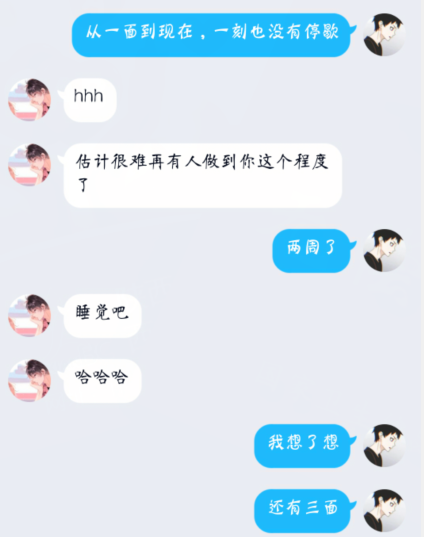 从一面到现在，一刻也没有停歇
hhh
估计很难再有人做到你这个程度
了
两周了
睡觉吧
哈哈哈
我想了想
还有三面